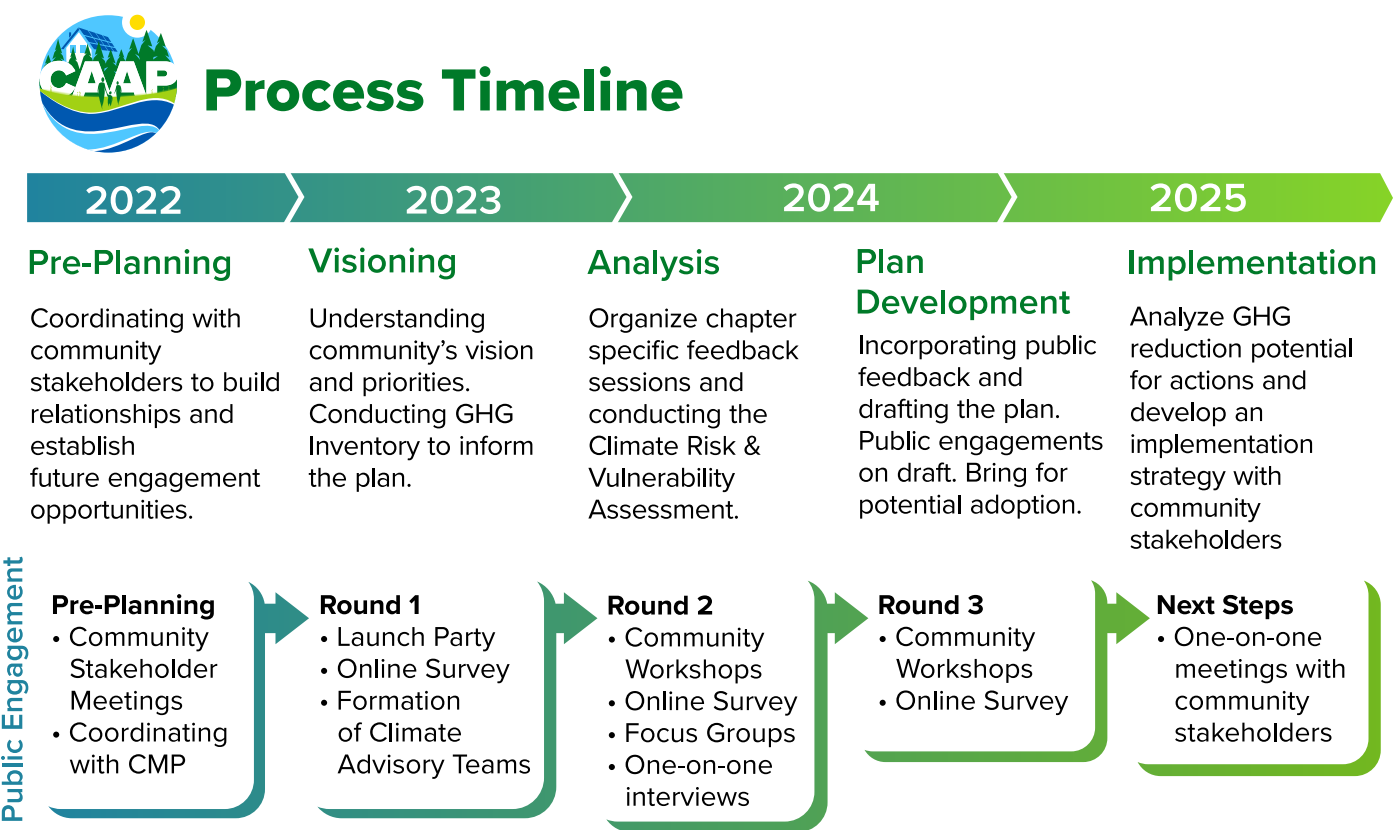 CAAP
Process Timeline
2022
2023
2024
2025
Pre-Planning
Coordinating with
community
stakeholders to build
relationships and
establish
future engagement
opportunities.
Visioning
Understanding
community’s vision
and priorities.
Conducting GHG
Inventory to inform
the plan.
Analysis
Organize chapter
specific feedback
sessions and
conducting the
Climate Risk &
Vulnerability
Assessment.
Plan
Development
Incorporating public
feedback and
drafting the plan.
Public engagements
on draft. Bring for
potential adoption.
Implementation
Analyze GHG
reduction potential
for actions and
develop an
implementation
strategy with
community
stakeholders
Public Engagement
Pre-Planning
• Community
Stakeholder
Meetings
• Coordinating
with CMP
Round 1
• Launch Party
• Online Survey
• Formation
of Climate
Advisory Teams
Round 2
• Community
Workshops
• Online Survey
• Focus Groups
• One-on-one
interviews
Round 3
• Community
Workshops
• Online Survey
Next Steps
• One-on-one
meetings with
community
stakeholders